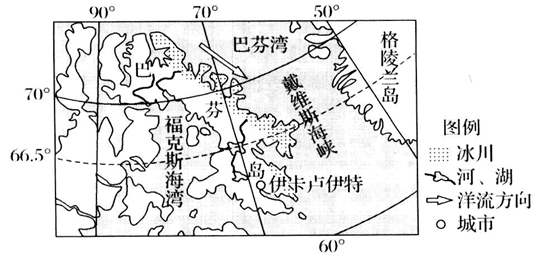 90° 70° 50°
巴芬湾
格陵兰岛
巴芬岛
戴维斯海峡
70°
福克斯海湾
66.5°
伊卡卢伊特
60°
图例
冰川
河、湖
洋流方向
城市